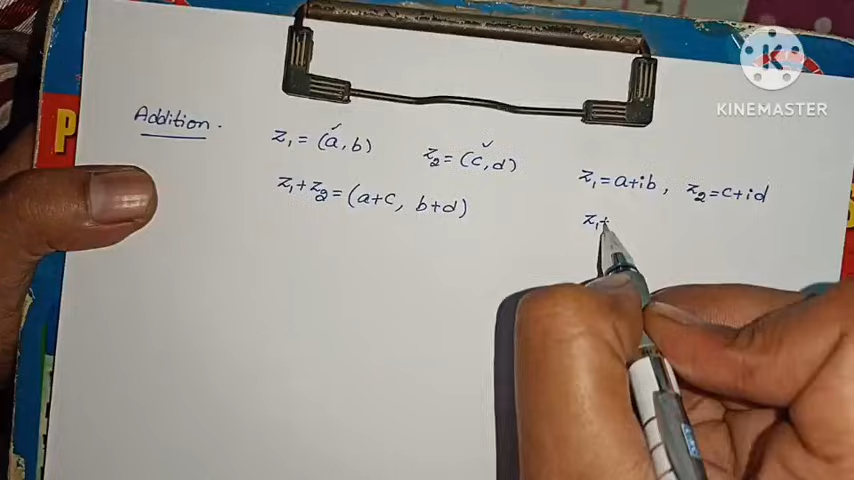 Addition.
z₁ = (a, b)
z₂ = (c, d)
z₁ = a+ib, z₂ = c+id
z₁+z₂ = (a+c, b+d)
z₁+
KINEMASTER